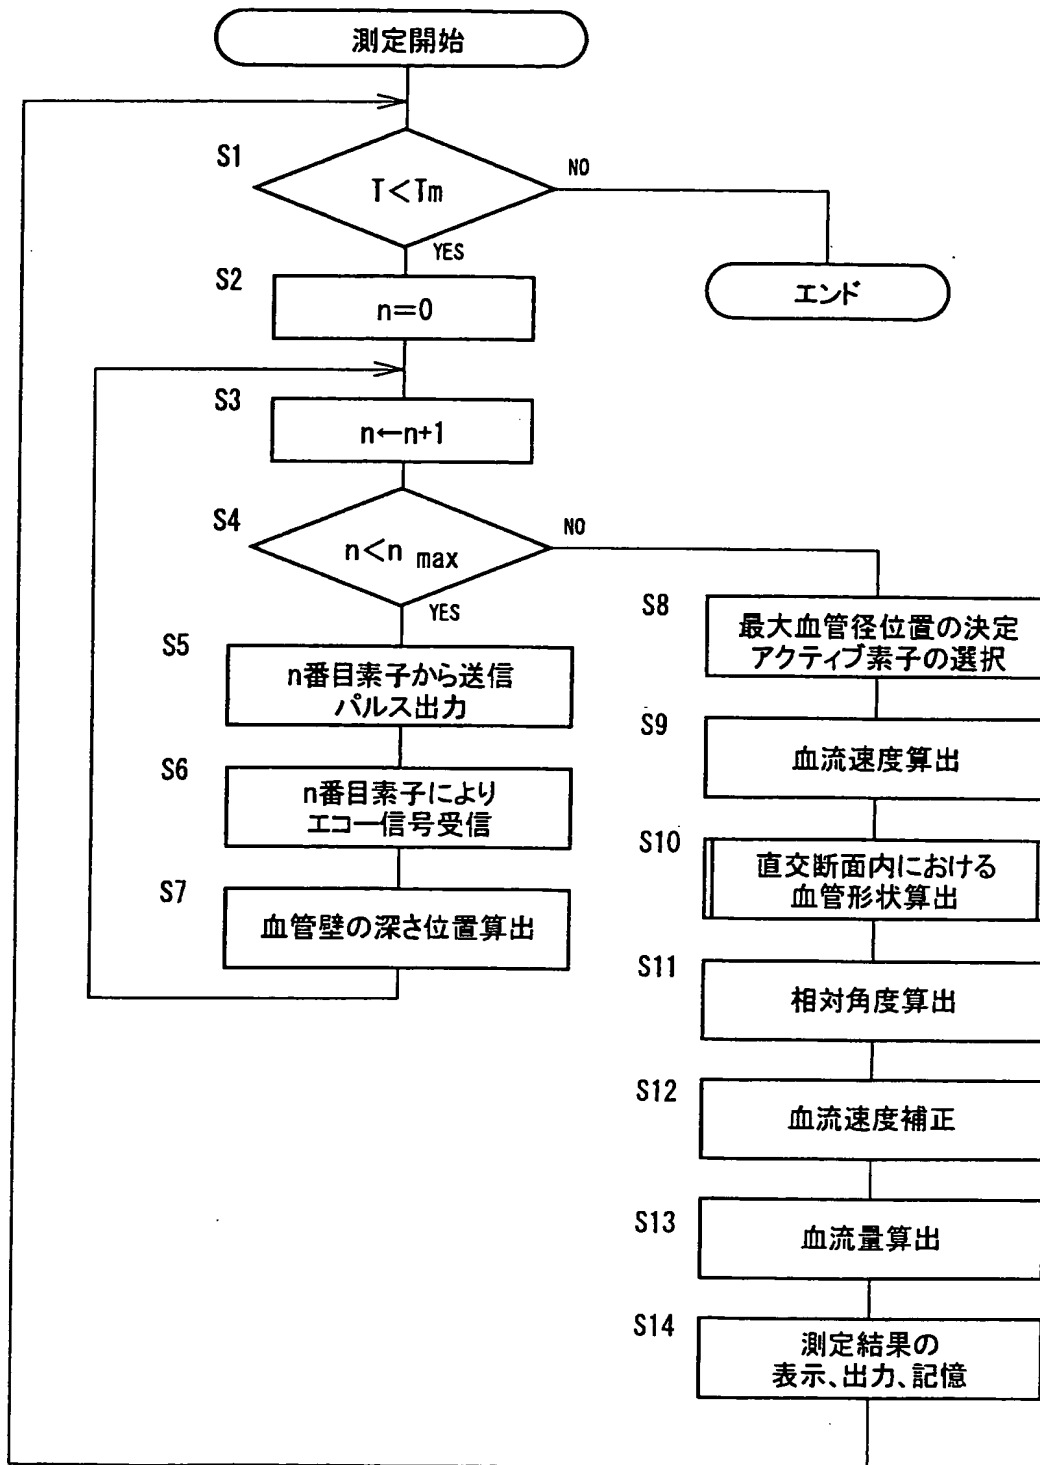 測定開始
S1
T<Tm
NO
YES
エンド
S2
n=0
S3
n←n+1
S4
n<n max
NO
YES
S5
n番目素子から送信
パルス出力
S6
n番目素子により
エコー信号受信
S7
血管壁の深さ位置算出
S8
最大血管径位置の決定
アクティブ素子の選択
S9
血流速度算出
S10
直交断面内における
血管形状算出
S11
相対角度算出
S12
血流速度補正
S13
血流量算出
S14
測定結果の
表示、出力、記憶